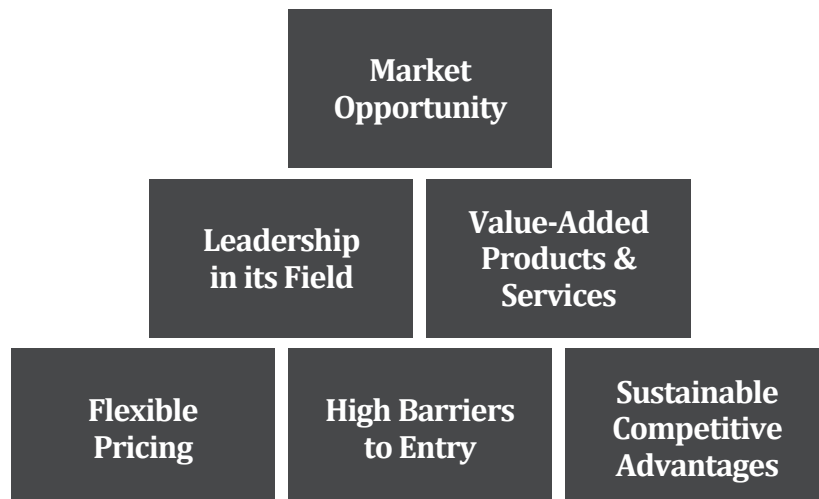 Market
Opportunity
Leadership
in its Field
Value-Added
Products &
Services
Flexible
Pricing
High Barriers
to Entry
Sustainable
Competitive
Advantages